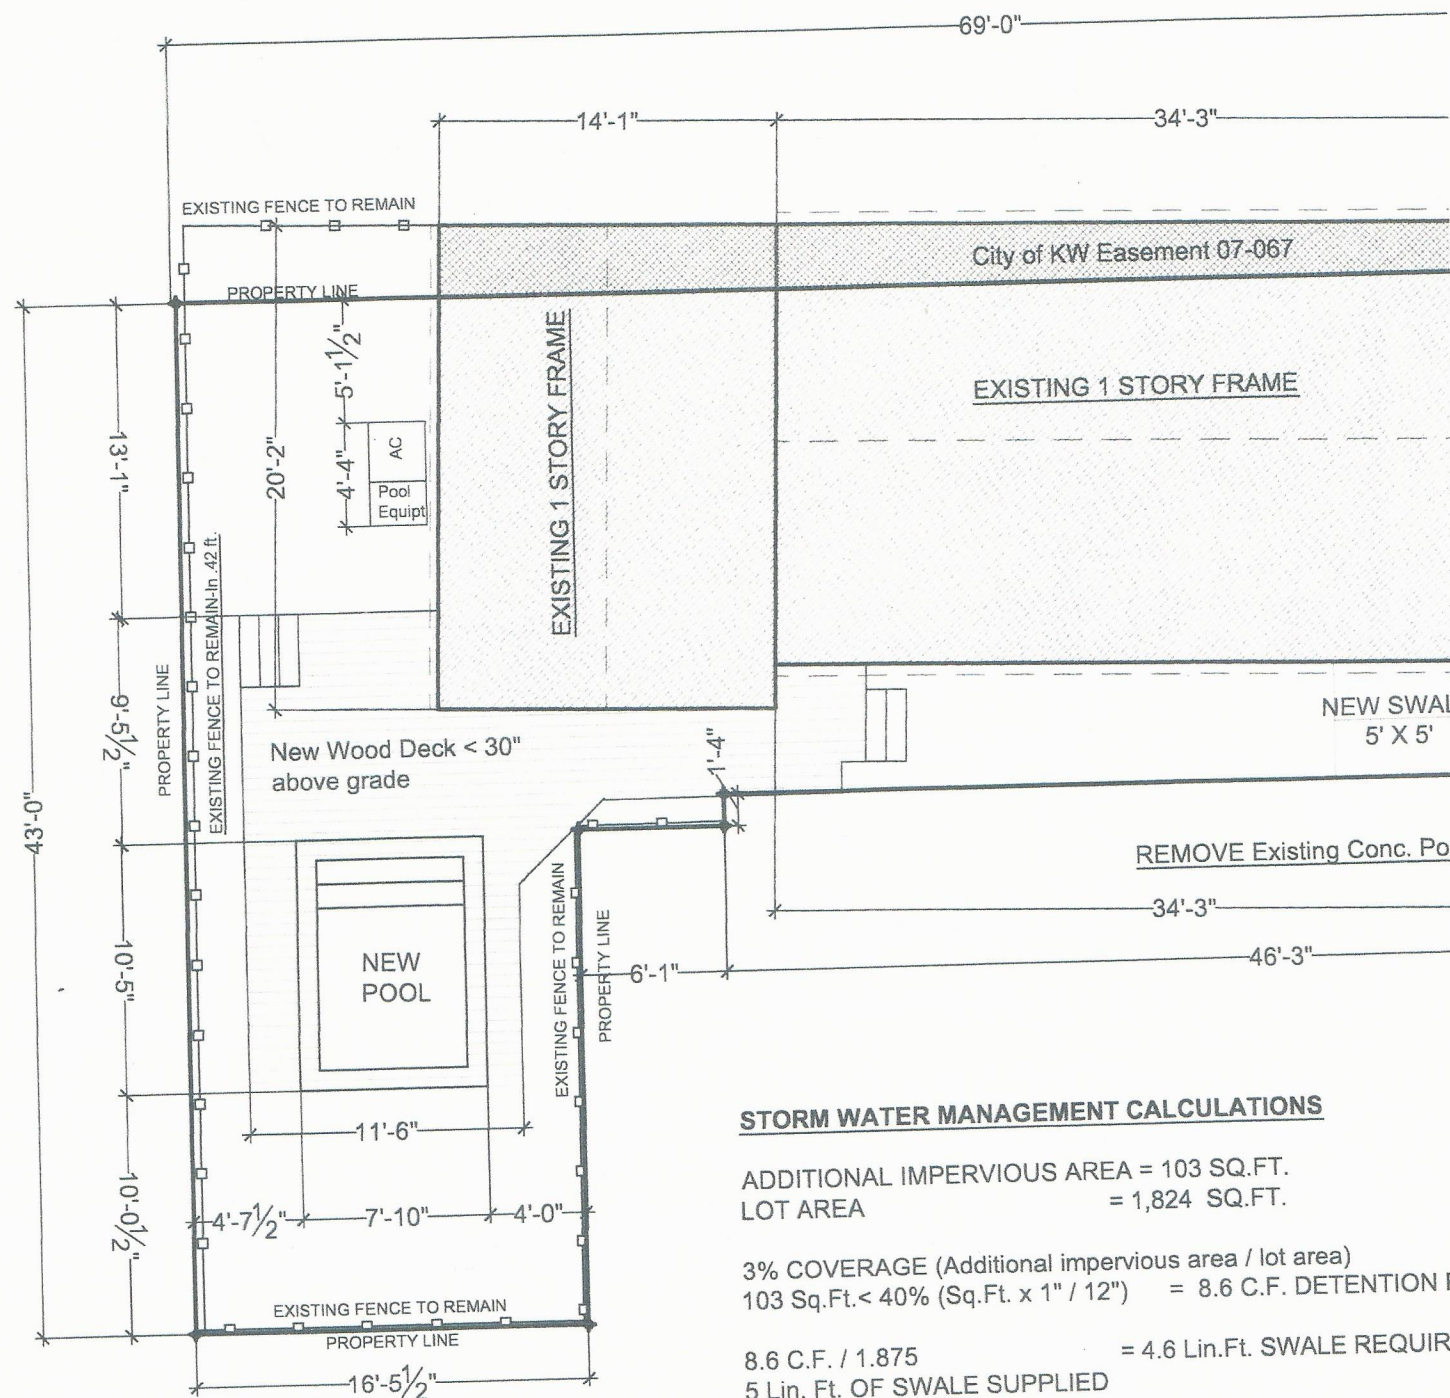 69'-0"
14'-1"
34'-3"
EXISTING FENCE TO REMAIN
City of KW Easement 07-067
PROPERTY LINE
5'-1½"
EXISTING 1 STORY FRAME
EXISTING 1 STORY FRAME
13'-1"
20'-2"
4'-4"
AC
Pool
Equipt
EXISTING FENCE TO REMAIN-In .42 ft.
PROPERTY LINE
9'-5½"
NEW SWAL
5' X 5'
New Wood Deck < 30"
above grade
1'-4"
43'-0"
REMOVE Existing Conc. Po
34'-3"
EXISTING FENCE TO REMAIN
PROPERTY LINE
10'-5"
NEW
POOL
6'-1"
46'-3"
11'-6"
STORM WATER MANAGEMENT CALCULATIONS
ADDITIONAL IMPERVIOUS AREA = 103 SQ.FT.
LOT AREA = 1,824 SQ.FT.
10'-0½"
4'-7½"
7'-10"
4'-0"
3% COVERAGE (Additional impervious area / lot area)
103 Sq.Ft.< 40% (Sq.Ft. x 1" / 12") = 8.6 C.F. DETENTION
EXISTING FENCE TO REMAIN
PROPERTY LINE
8.6 C.F. / 1.875 = 4.6 Lin.Ft. SWALE REQUIR
16'-5½"
5 Lin. Ft. OF SWALE SUPPLIED